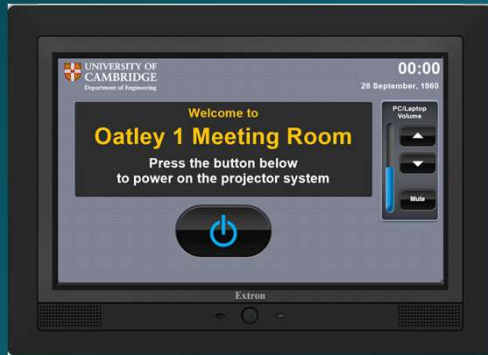 UNIVERSITY OF
CAMBRIDGE
Department of Engineering
00:00
28 September, 1960
Welcome to
Oatley 1 Meeting Room
Press the button below
to power on the projector system
PC/Laptop
Volume
Mute
Extron